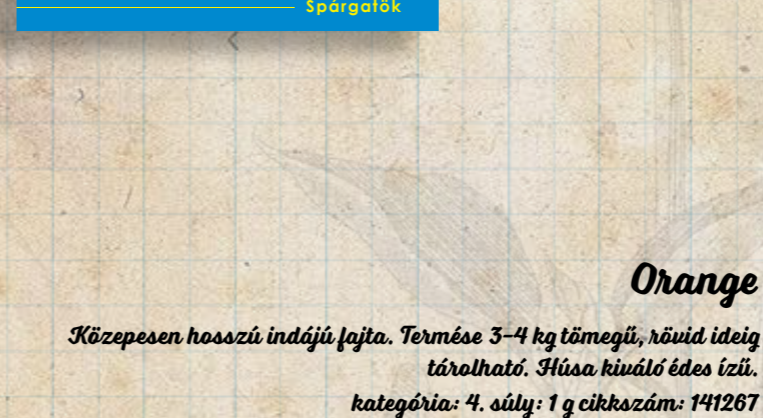 Spárgatök
Orange
Közepesen hosszú indájú fajta. Termése 3-4 kg tömegű, rövid ideig
tárolható. Húsa kiváló édes ízű.
kategória: 4. súly: 1 g cikkszám: 141267